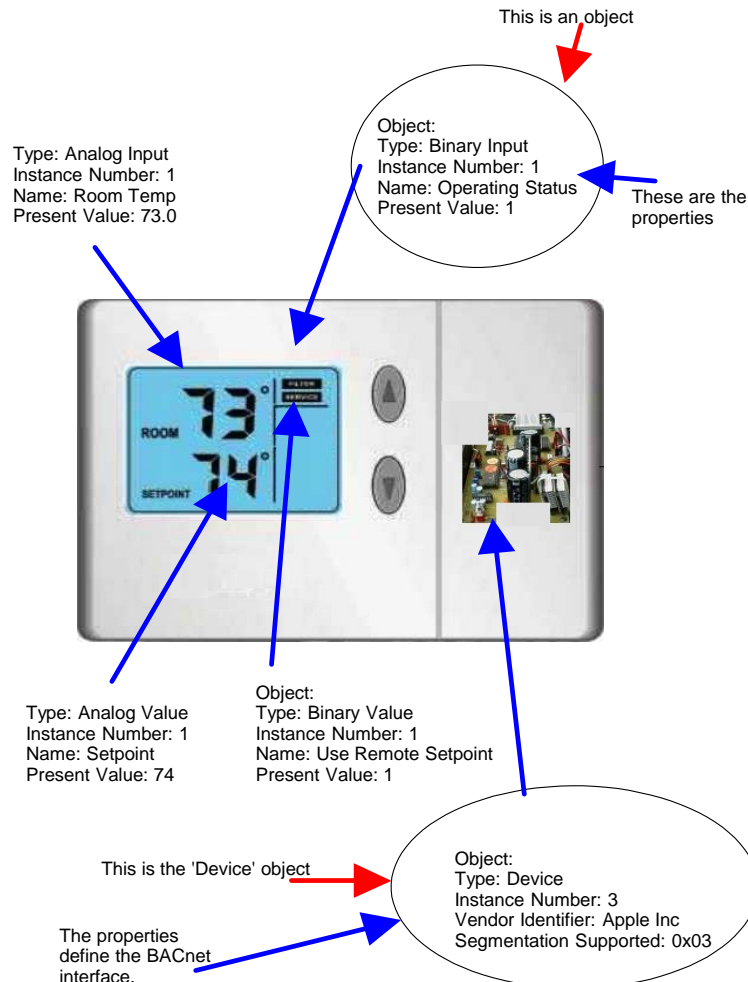 This is an object
Object:
Type: Binary Input
Instance Number: 1
Name: Operating Status
Present Value: 1
Type: Analog Input
Instance Number: 1
Name: Room Temp
Present Value: 73.0
These are the
properties
FILTER
SERVICE
73°
ROOM
74°
SETPOINT
Type: Analog Value
Instance Number: 1
Name: Setpoint
Present Value: 74
Object:
Type: Binary Value
Instance Number: 1
Name: Use Remote Setpoint
Present Value: 1
This is the 'Device' object
Object:
Type: Device
Instance Number: 3
Vendor Identifier: Apple Inc
Segmentation Supported: 0x03
The properties
define the BACnet
interface.